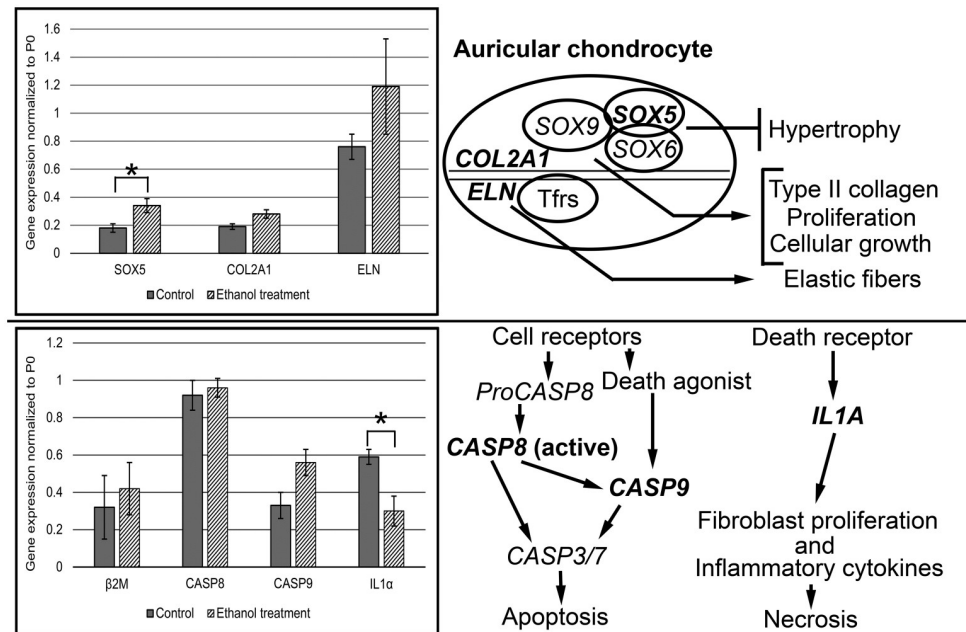 Gene expression normalized to P0
1.6
1.4
1.2
1
0.8
0.6
0.4
0.2
0
*
SOX5 COL2A1 ELN
Control Ethanol treatment
Auricular chondrocyte
SOX9
SOX5
SOX6
COL2A1
ELN
Tfrs
Hypertrophy
Type II collagen
Proliferation
Cellular growth
Elastic fibers
Gene expression normalized to P0
1.2
1
0.8
0.6
0.4
0.2
0
*
β2M CASP8 CASP9 IL1α
Control Ethanol treatment
Cell receptors
ProCASP8
Death agonist
CASP8 (active)
CASP9
CASP3/7
Apoptosis
Death receptor
IL1A
Fibroblast proliferation
and
Inflammatory cytokines
Necrosis